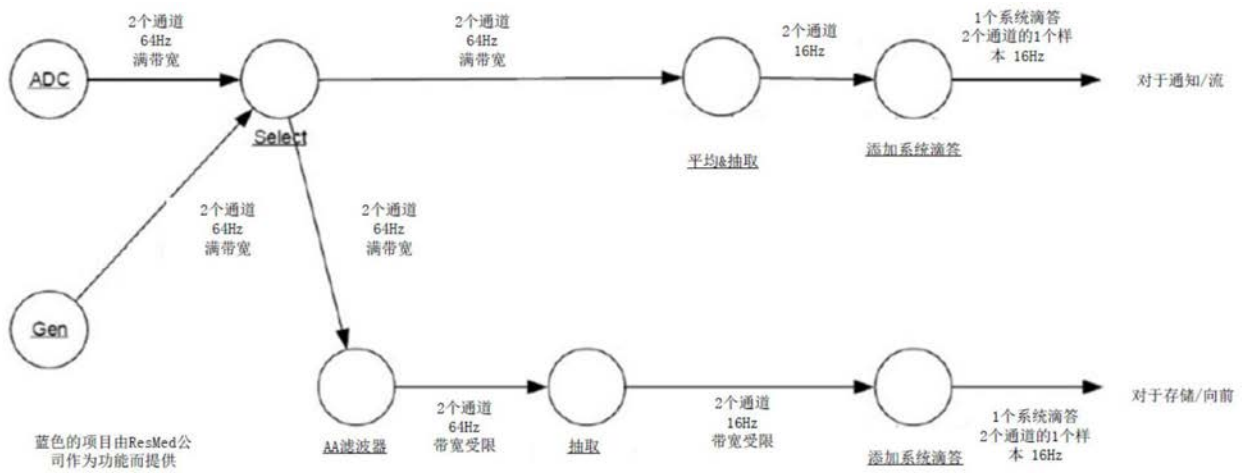 2个通道
64Hz
满带宽
2个通道
64Hz
满带宽
2个通道
16Hz
1个系统滴答
2个通道的1个样
本 16Hz
ADC
对于通知/流
Select
平均&抽取
添加系统滴答
2个通道
64Hz
满带宽
2个通道
64Hz
满带宽
Gen
对于存储/向前
2个通道
64Hz
带宽受限
2个通道
16Hz
带宽受限
1个系统滴答
2个通道的1个样
本 16Hz
AA滤波器
抽取
添加系统滴答
蓝色的项目由ResMed公
司作为功能而提供